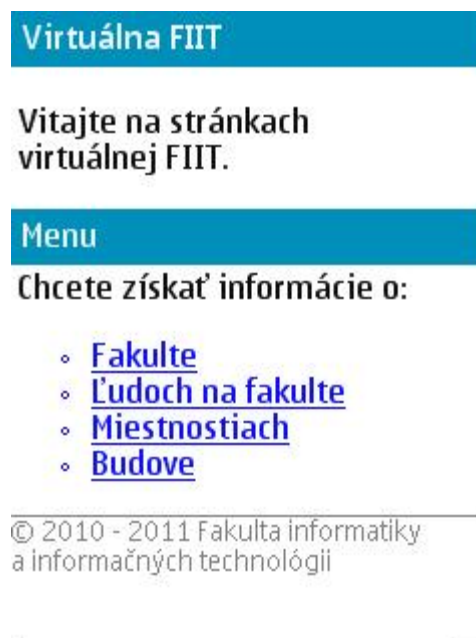 Virtuálna FIIT
Vitajte na stránkach
virtuálnej FIIT.
Menu
Chcete získať informácie o:
Fakulte
Ľudoch na fakulte
Miestnostiach
Budove
© 2010 - 2011 Fakulta informatiky
a informačných technológii